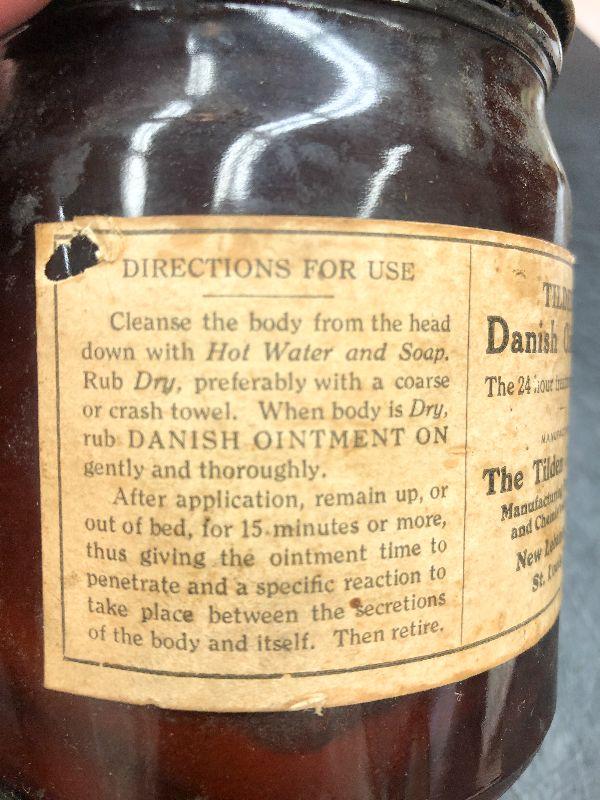 DIRECTIONS FOR USE
Cleanse the body from the head
down with Hot Water and Soap.
Rub Dry, preferably with a coarse
or crash towel. When body is Dry,
rub DANISH OINTMENT ON
gently and thoroughly.
After application, remain up, or
out of bed, for 15 minutes or more,
thus giving the ointment time to
penetrate and a specific reaction to
take place between the secretions
of the body and itself. Then retire.
Danish
The 24 hour
The Tilden
Manufacturing
and
New
St.